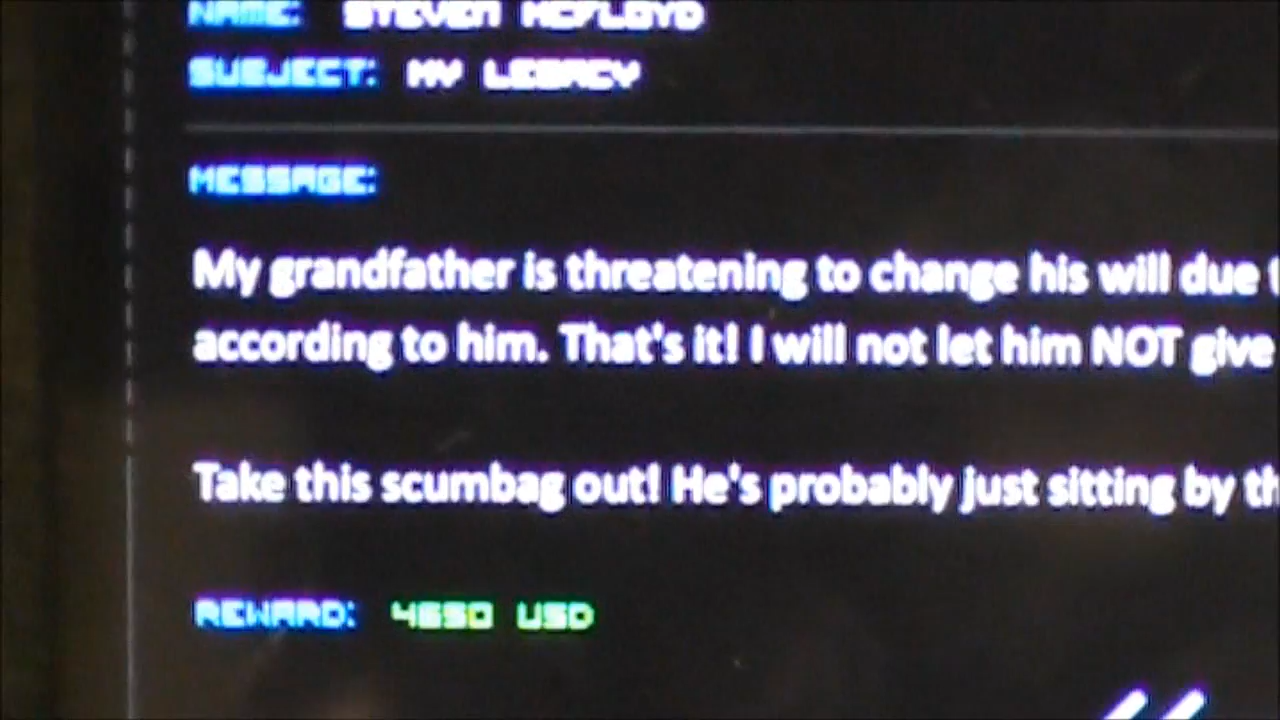 NAME: STEVEN MCFLOYD
SUBJECT: MY LEGACY
MESSAGE:
My grandfather is threatening to change his will due
according to him. That's it! I will not let him NOT give
Take this scumbag out! He's probably just sitting by
REWARD: 4650 USD